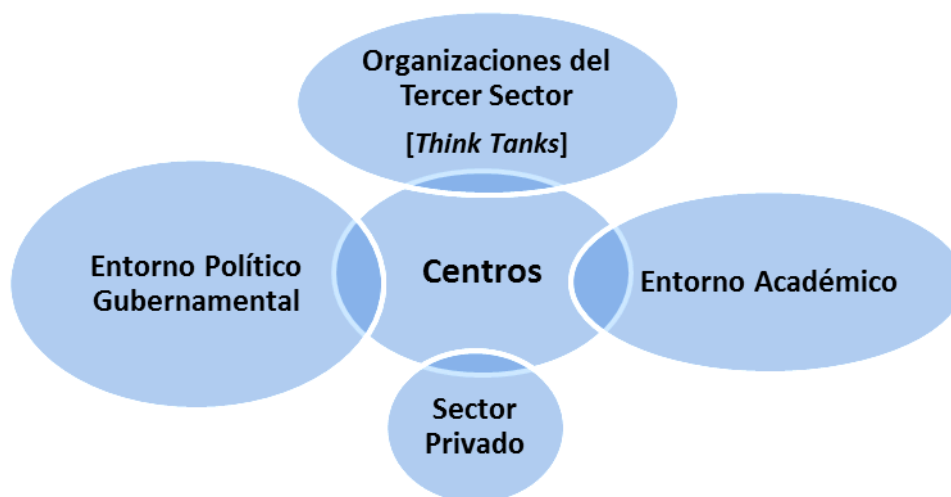 Organizaciones del
Tercer Sector
[Think Tanks]
Entorno Político
Gubernamental
Centros
Entorno Académico
Sector
Privado